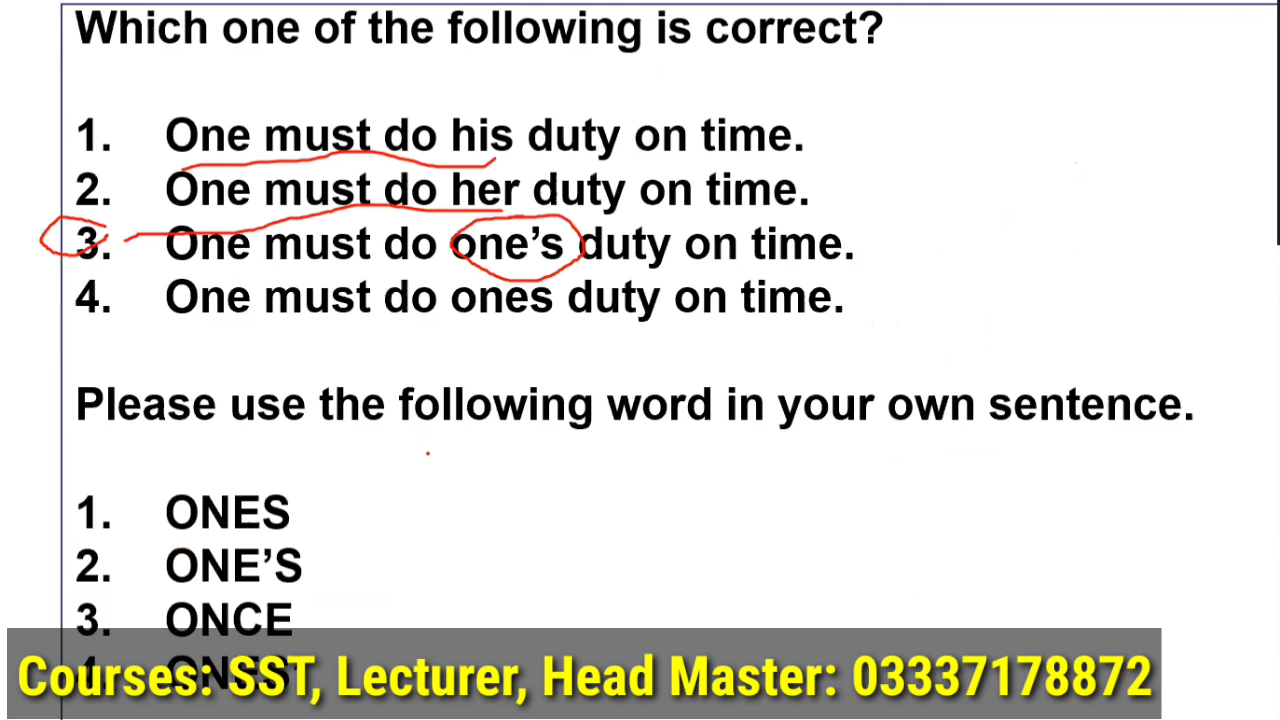 Which one of the following is correct?
1. One must do his duty on time.
2. One must do her duty on time.
3. One must do one’s duty on time.
4. One must do ones duty on time.
Please use the following word in your own sentence.
1. ONES
2. ONE’S
3. ONCE
4. ONES’
Courses: SST, Lecturer, Head Master: 03337178872